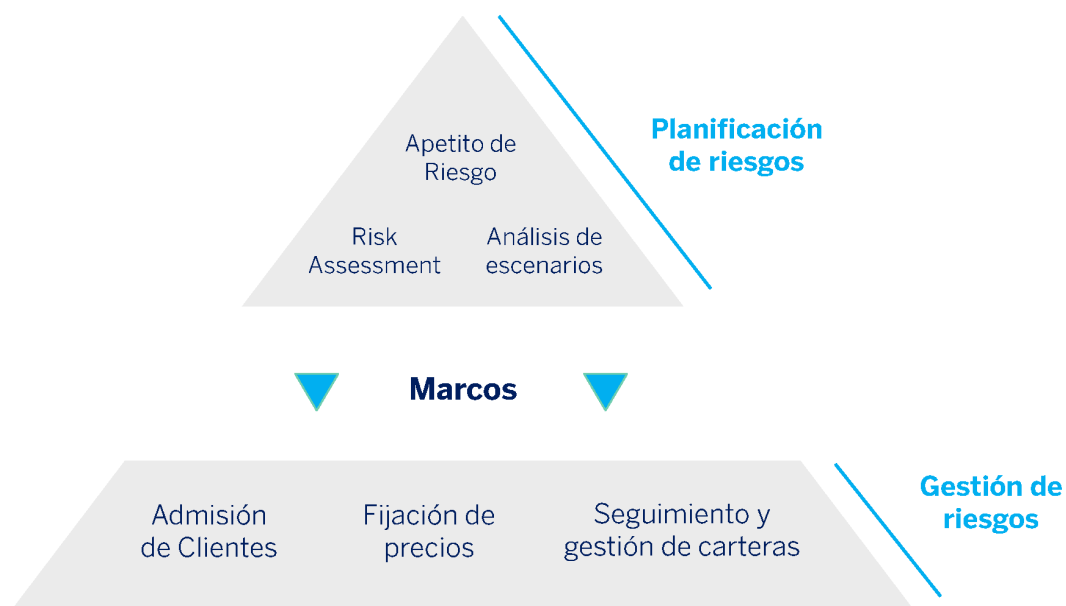 Planificación
de riesgos
Apetito de
Riesgo
Risk
Assessment
Análisis de
escenarios
Marcos
Gestión de
riesgos
Admisión
de Clientes
Fijación de
precios
Seguimiento y
gestión de carteras